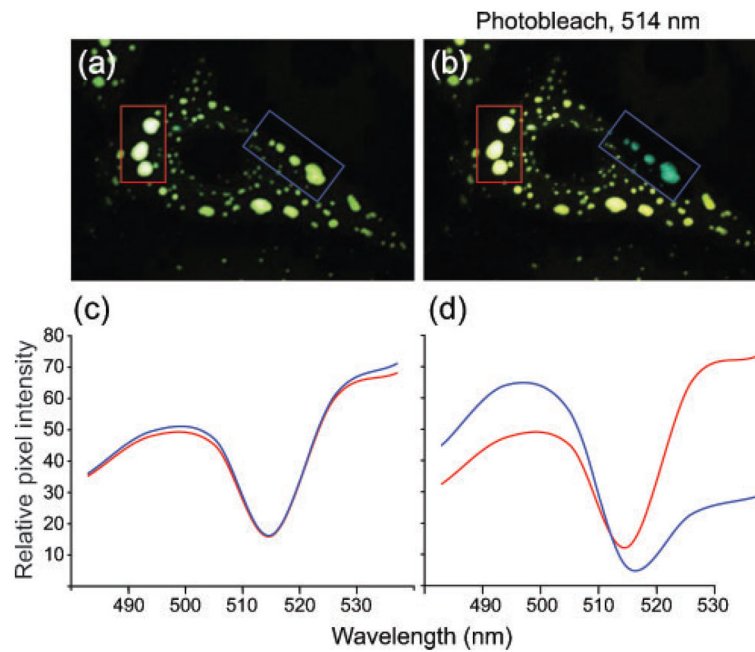 Photobleach, 514 nm
(a)
(b)
(c)
(d)
Relative pixel intensity
80
70
60
50
40
30
20
10
490 500 510 520 530
490 500 510 520 530
Wavelength (nm)